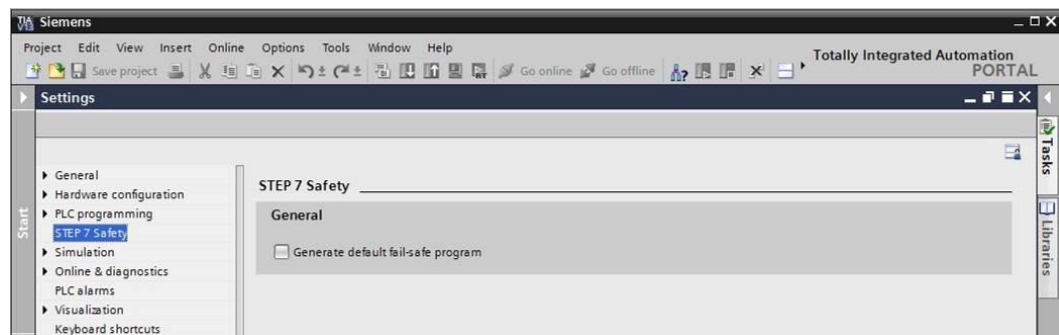 Siemens
Project Edit View Insert Online Options Tools Window Help
Save project
Go online
Go offline
Totally Integrated Automation
PORTAL
Settings
Start
General
Hardware configuration
PLC programming
STEP 7 Safety
Simulation
Online & diagnostics
PLC alarms
Visualization
Keyboard shortcuts
STEP 7 Safety
General
Generate default fail-safe program
Tasks
Libraries